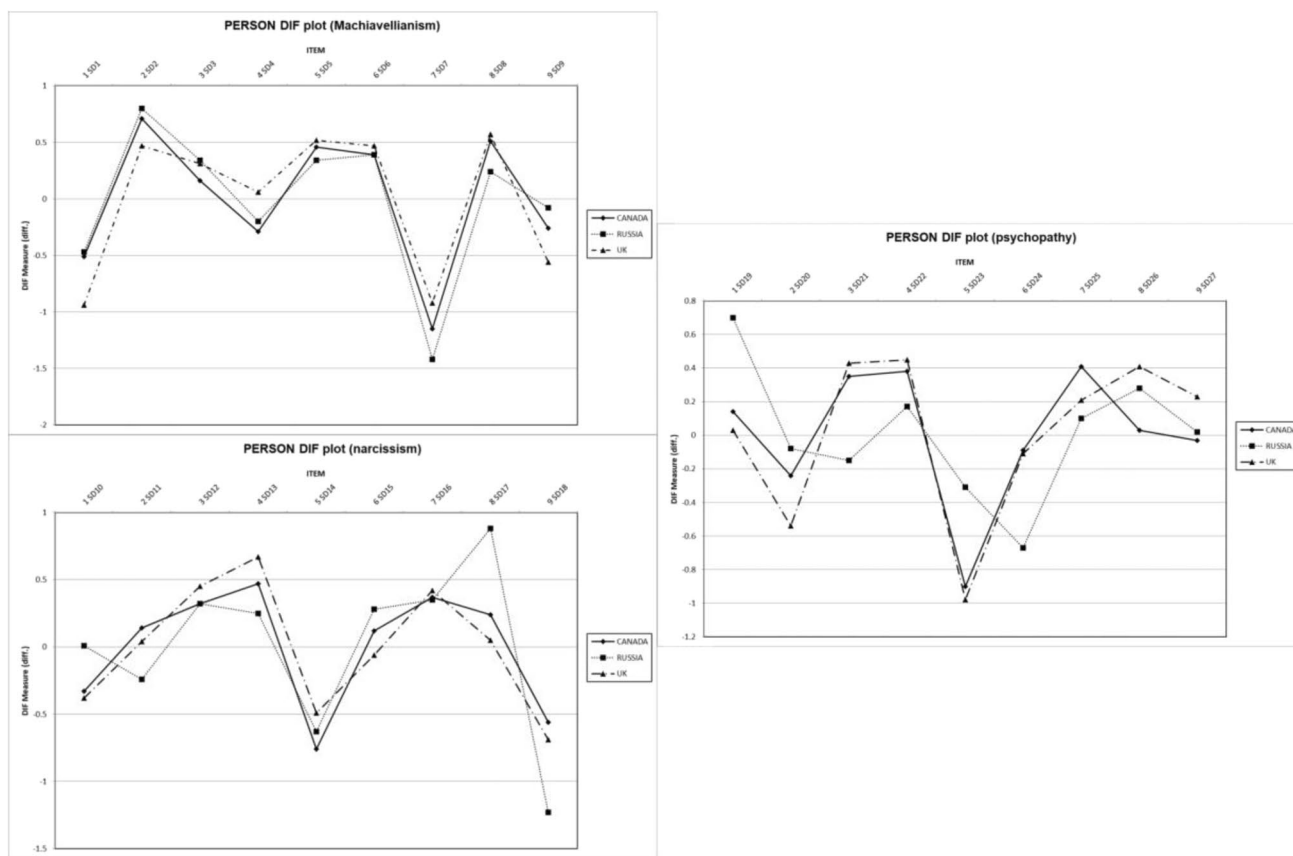 PERSON DIF plot (Machiavellianism)
ITEM
1 SD1
2 SD2
3 SD3
4 SD4
5 SD5
6 SD6
7 SD7
8 SD8
9 SD9
1
0.5
0
-0.5
-1
-1.5
-2
DIF Measure (diff.)
CANADA
RUSSIA
UK
PERSON DIF plot (narcissism)
ITEM
1 SD10
2 SD11
3 SD12
4 SD13
5 SD14
6 SD15
7 SD16
8 SD17
9 SD18
1
0.5
0
-0.5
-1
-1.5
DIF Measure (diff.)
CANADA
RUSSIA
UK
PERSON DIF plot (psychopathy)
ITEM
1 SD19
2 SD20
3 SD21
4 SD22
5 SD23
6 SD24
7 SD25
8 SD26
9 SD27
0.8
0.6
0.4
0.2
0
-0.2
-0.4
-0.6
-0.8
-1
-1.2
DIF Measure (diff.)
CANADA
RUSSIA
UK